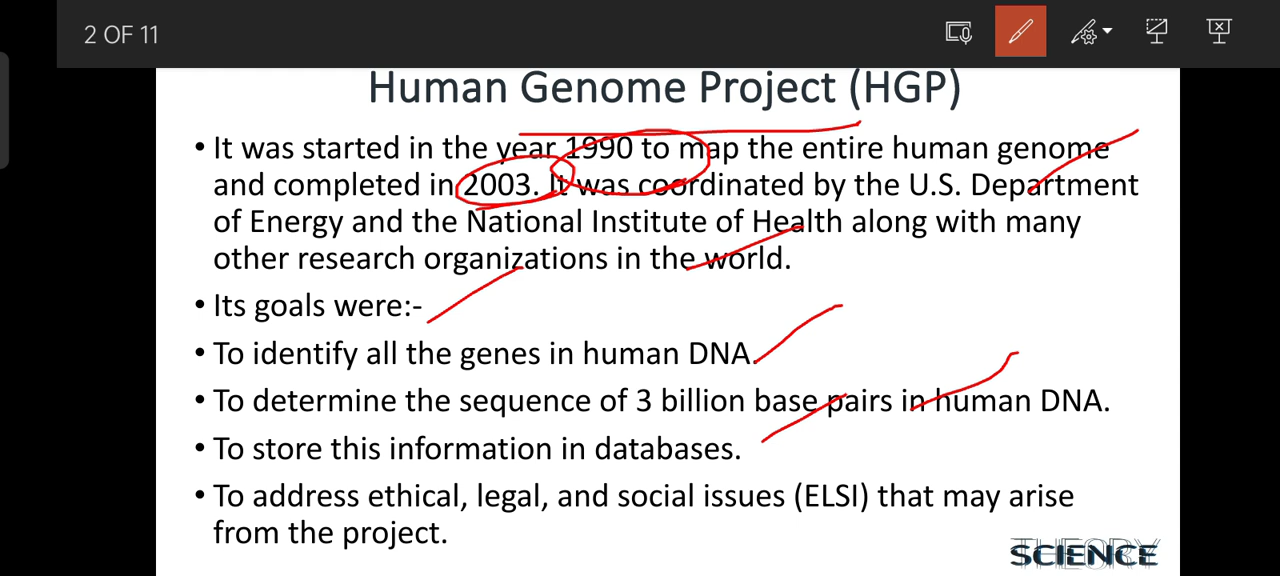 2 OF 11
Human Genome Project (HGP)
• It was started in the year 1990 to map the entire human genome
and completed in 2003. It was coordinated by the U.S. Department
of Energy and the National Institute of Health along with many
other research organizations in the world.
• Its goals were:-
• To identify all the genes in human DNA.
• To determine the sequence of 3 billion base pairs in human DNA.
• To store this information in databases.
• To address ethical, legal, and social issues (ELSI) that may arise
from the project.
THEORY
SCIENCE